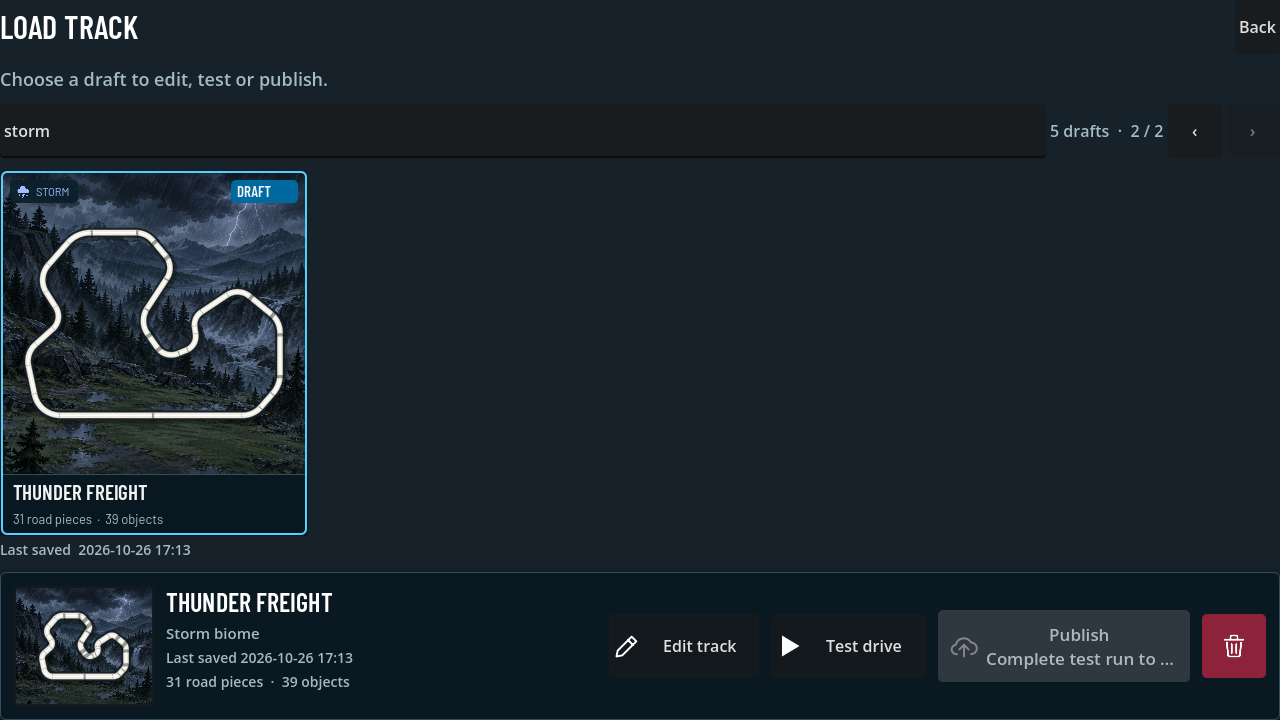 LOAD TRACK
Back
Choose a draft to edit, test or publish.
storm
5 drafts · 2 / 2
‹
›
STORM
DRAFT
THUNDER FREIGHT
31 road pieces · 39 objects
Last saved 2026-10-26 17:13
THUNDER FREIGHT
Storm biome
Last saved 2026-10-26 17:13
31 road pieces · 39 objects
Edit track
Test drive
Publish
Complete test run to ...